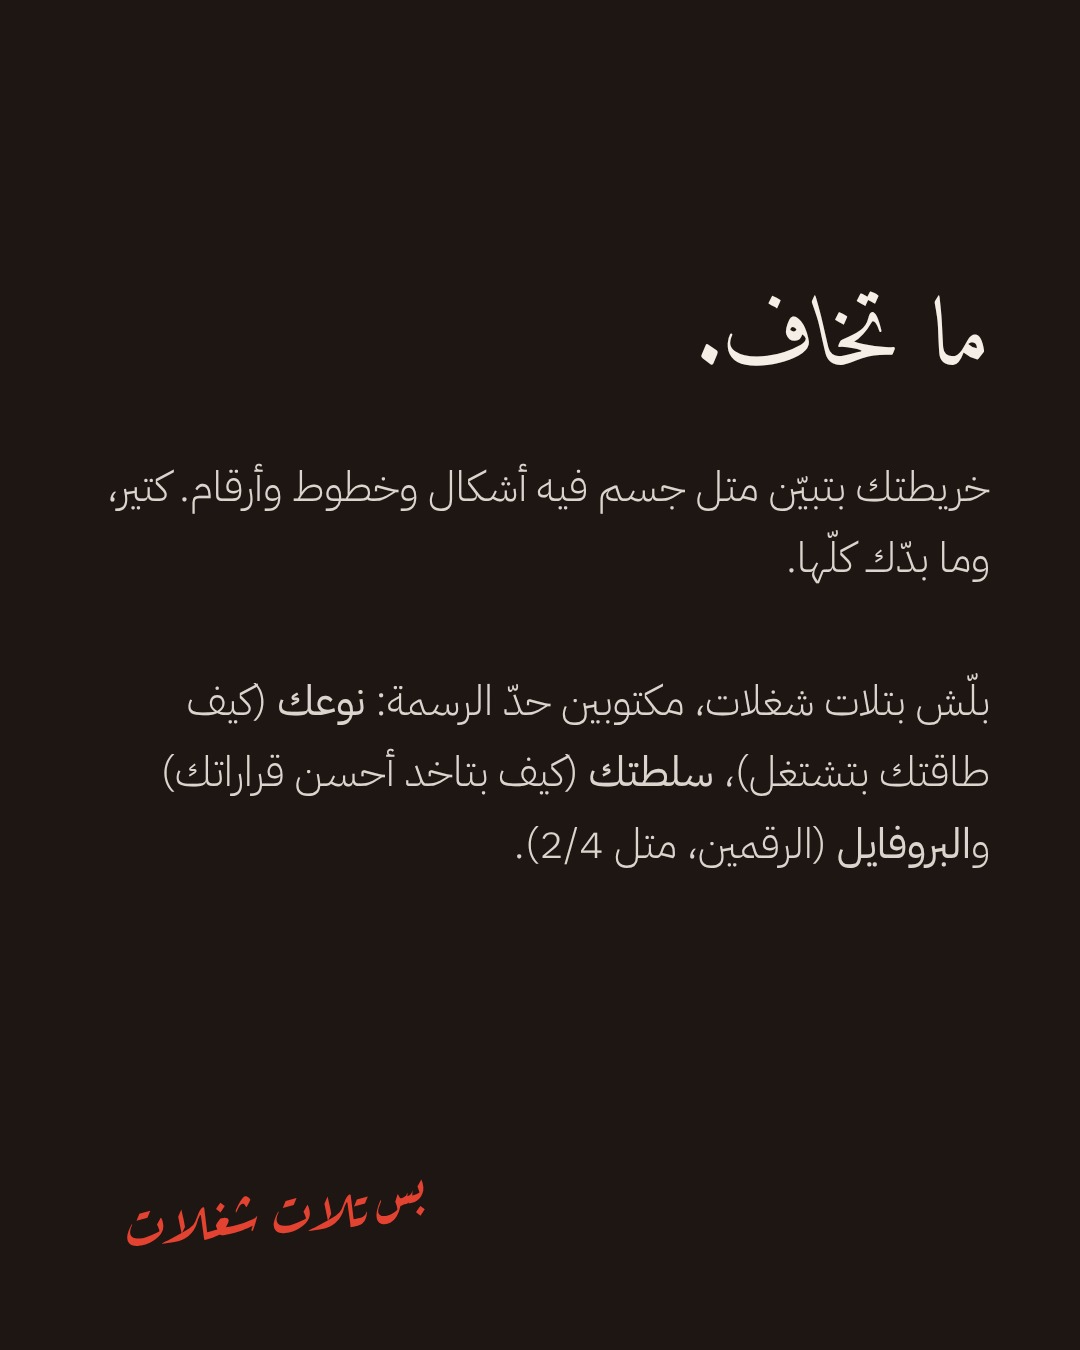 ما تخاف.
خريطتك بتبيّن متل جسم فيه أشكال وخطوط وأرقام. كتير،
وما بدّك كلّها.
بلّش بتلات شغلات، مكتوبين حدّ الرسمة: نوعك (كيف
طاقتك بتشتغل)، سلطتك (كيف بتاخد أحسن قراراتك)
والبروفايل (الرقمين، متل 2/4).
بس تلات شغلات